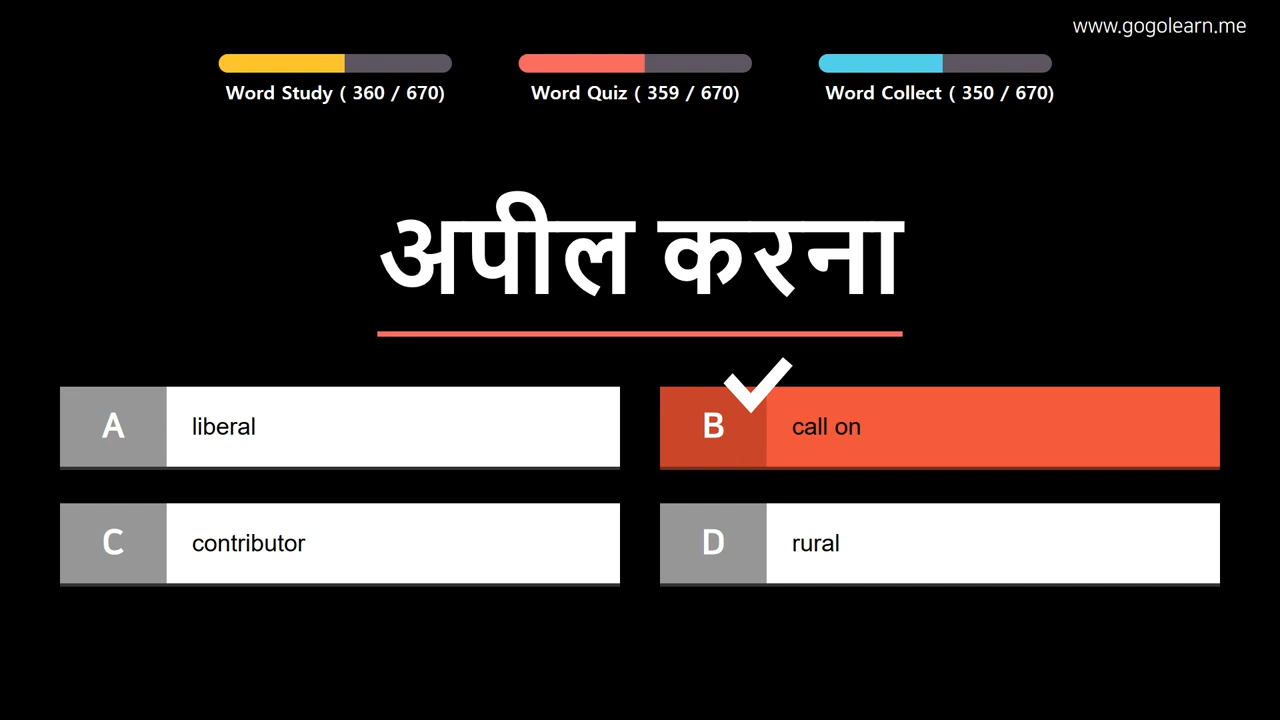 www.gogolearn.me
Word Study ( 360 / 670)
Word Quiz ( 359 / 670)
Word Collect ( 350 / 670)
अपील करना
A liberal
B call on
C contributor
D rural